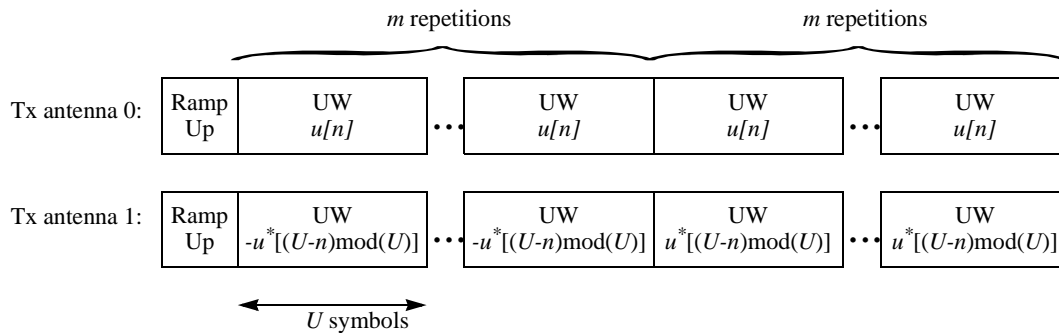 m repetitions m repetitions
Tx antenna 0: Ramp Up UW u[n] ••• UW u[n] UW u[n] ••• UW u[n]
Tx antenna 1: Ramp Up UW -u*[(U-n)mod(U)] ••• UW -u*[(U-n)mod(U)] UW u*[(U-n)mod(U)] ••• UW u*[(U-n)mod(U)]
U symbols